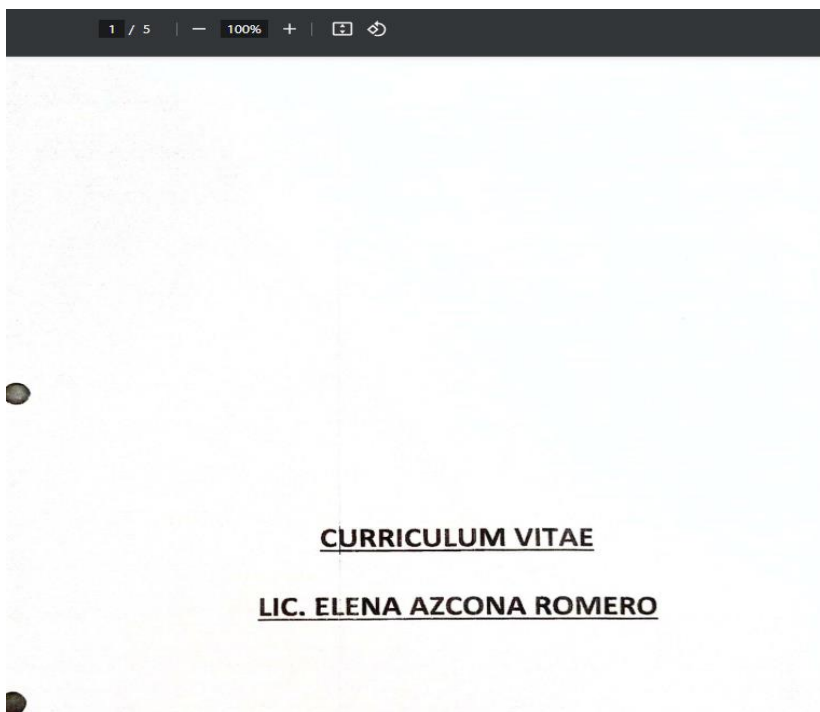 1 / 5 | — 100% + |
CURRICULUM VITAE
LIC. ELENA AZCONA ROMERO